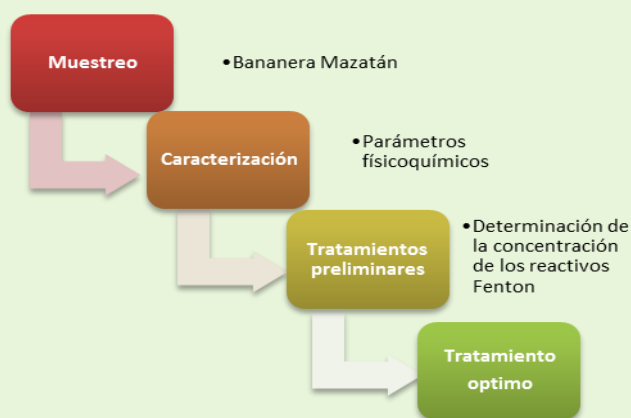 Muestreo
•Bananera Mazatán
Caracterización
•Parámetros
físicoquímicos
Tratamientos
preliminares
•Determinación de
la concentración
de los reactivos
Fenton
Tratamiento
optimo